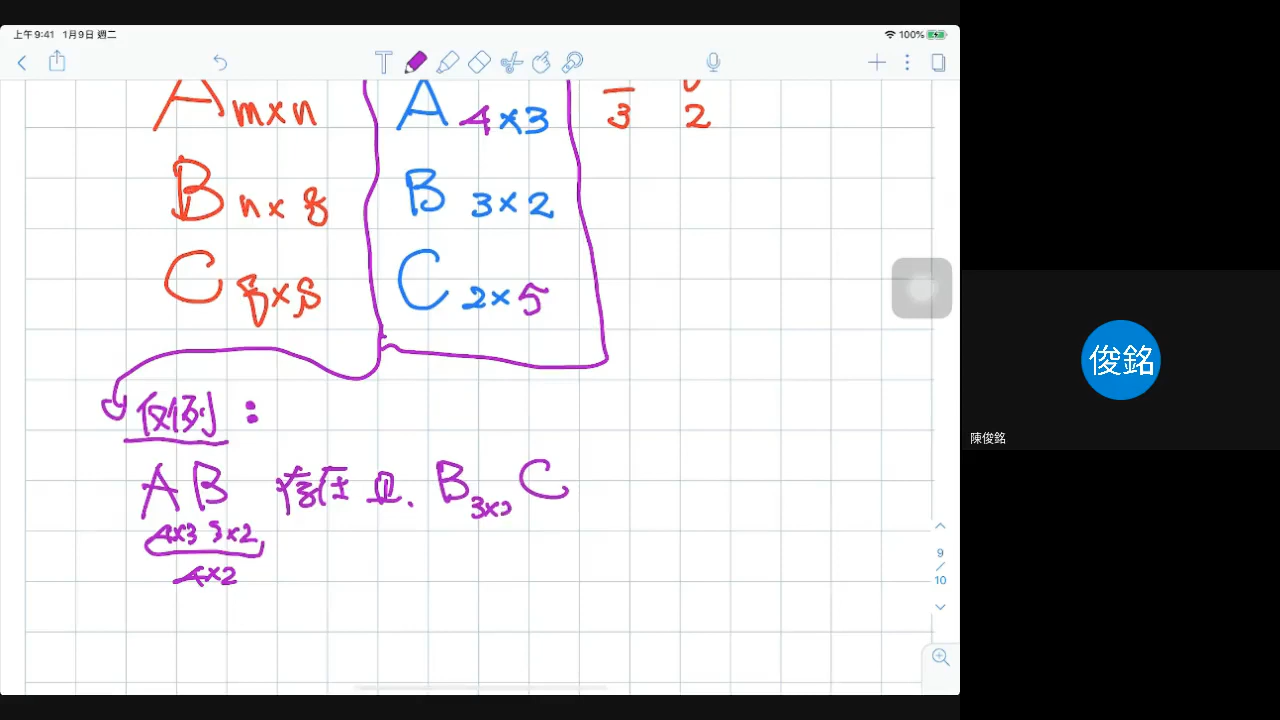 上午9:41 1月9日 週二
100%
A m×n A 4×3 3 2
B n×q B 3×2
C q×s C 2×5
俊銘
陳俊銘
反例:
AB 存在且. B 3×2 C
4×3 3×2
4×2
9
/
10